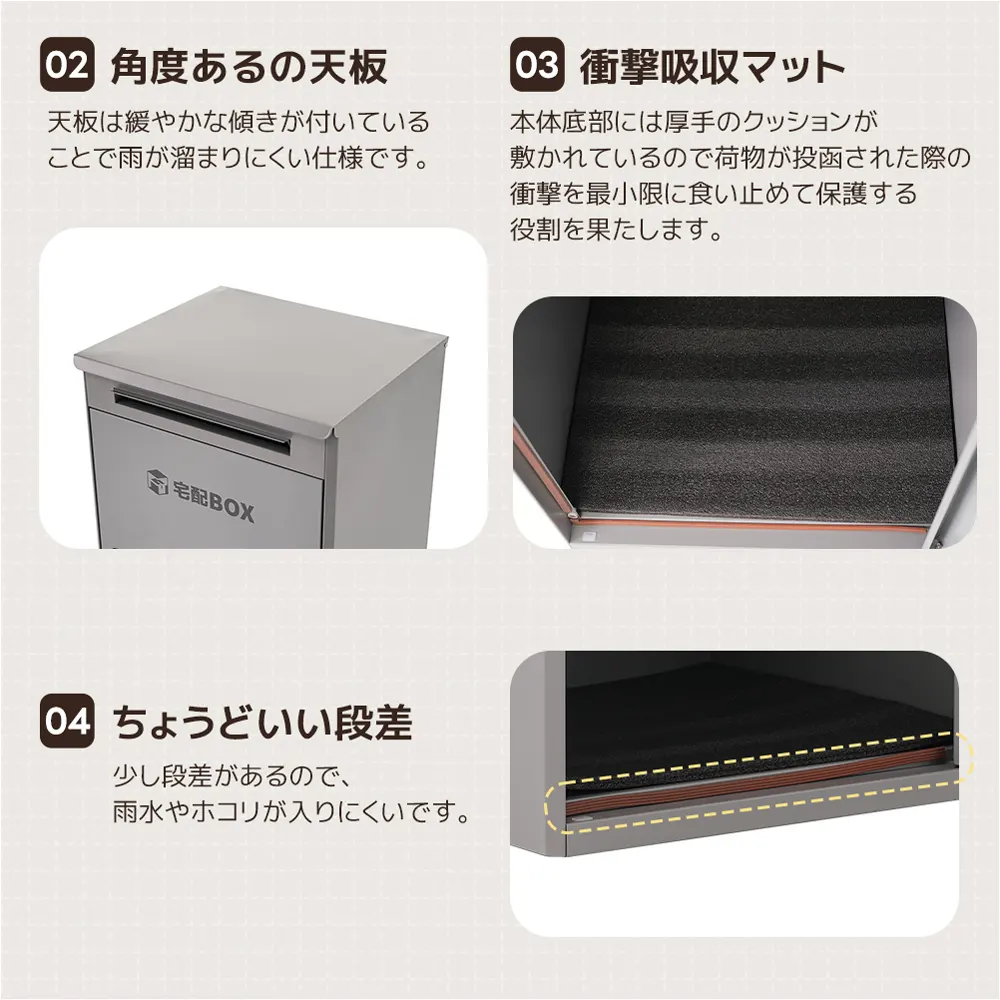 02 角度あるの天板
天板は緩やかな傾きが付いている
ことで雨が溜まりにくい仕様です。
宅配BOX
03 衝撃吸収マット
本体底部には厚手のクッションが
敷かれているので荷物が投函された際の
衝撃を最小限に食い止めて保護する
役割を果たします。
04 ちょうどいい段差
少し段差があるので、
雨水やホコリが入りにくいです。